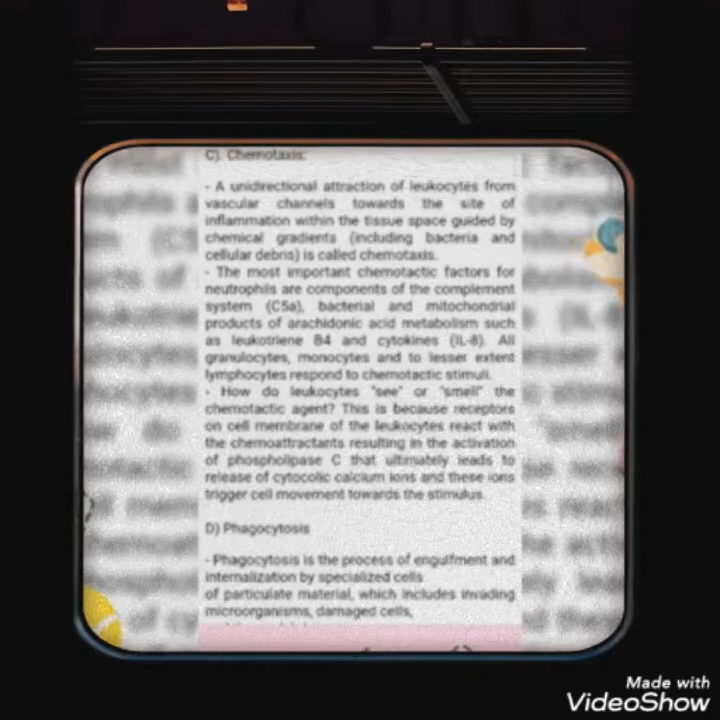 C). Chemotaxis:
- A unidirectional attraction of leukocytes from
vascular channels towards the site of
inflammation within the tissue space guided by
chemical gradients (including bacteria and
cellular debris) is called chemotaxis.
- The most important chemotactic factors for
neutrophils are components of the complement
system (C5a), bacterial and mitochondrial
products of arachidonic acid metabolism such
as leukotriene B4 and cytokines (IL-8). All
granulocytes, monocytes and to lesser extent
lymphocytes respond to chemotactic stimuli.
- How do leukocytes "see" or "smell" the
chemotactic agent? This is because receptors
on cell membrane of the leukocytes react with
the chemoattractants resulting in the activation
of phospholipase C that ultimately leads to
release of cytocolic calcium ions and these ions
trigger cell movement towards the stimulus.
D) Phagocytosis
- Phagocytosis is the process of engulfment and
internalization by specialized cells
of particulate material, which includes invading
microorganisms, damaged cells,
Made with
VideoShow